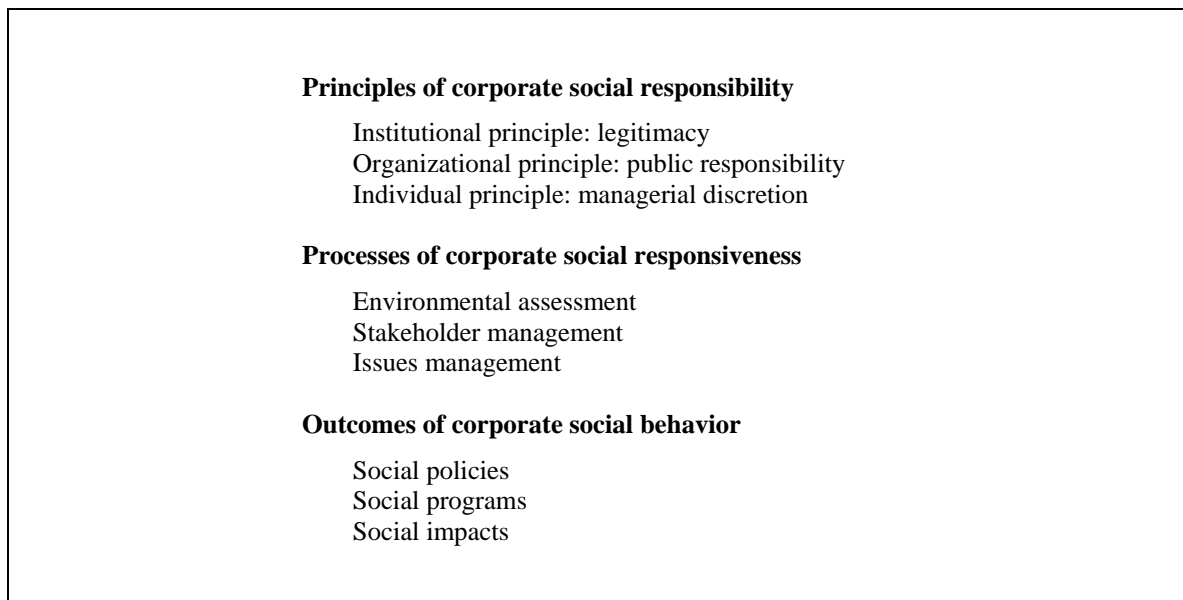 Principles of corporate social responsibility
Institutional principle: legitimacy
Organizational principle: public responsibility
Individual principle: managerial discretion
Processes of corporate social responsiveness
Environmental assessment
Stakeholder management
Issues management
Outcomes of corporate social behavior
Social policies
Social programs
Social impacts